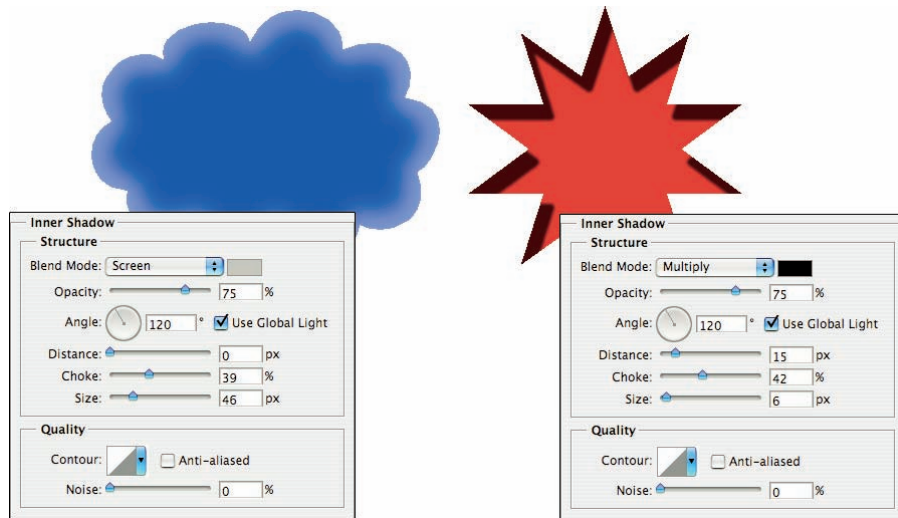 Inner Shadow
Structure
Blend Mode: Screen
Opacity: 75 %
Angle: 120 ° Use Global Light
Distance: 0 px
Choke: 39 %
Size: 46 px
Quality
Contour: Anti-aliased
Noise: 0 %
Inner Shadow
Structure
Blend Mode: Multiply
Opacity: 75 %
Angle: 120 ° Use Global Light
Distance: 15 px
Choke: 42 %
Size: 6 px
Quality
Contour: Anti-aliased
Noise: 0 %